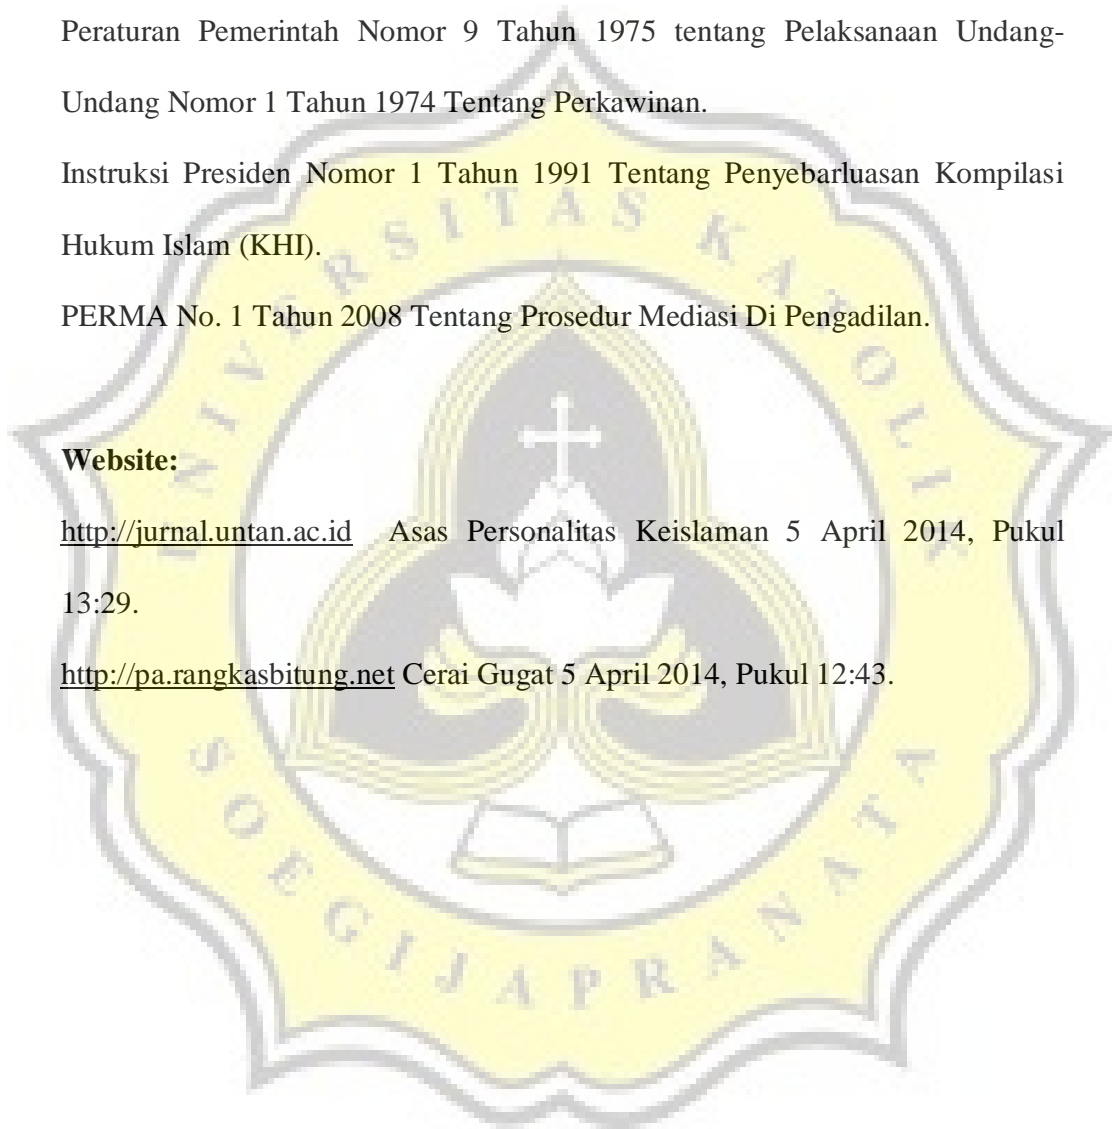 Peraturan Pemerintah Nomor 9 Tahun 1975 tentang Pelaksanaan Undang-
Undang Nomor 1 Tahun 1974 Tentang Perkawinan.
Instruksi Presiden Nomor 1 Tahun 1991 Tentang Penyebarluasan Kompilasi
Hukum Islam (KHI).
PERMA No. 1 Tahun 2008 Tentang Prosedur Mediasi Di Pengadilan.
Website:
http://jurnal.untan.ac.id Asas Personalitas Keislaman 5 April 2014, Pukul
13:29.
http://pa.rangkasbitung.net Cerai Gugat 5 April 2014, Pukul 12:43.
UNIVERSITAS KATOLIK
SOEGIJAPRANATA